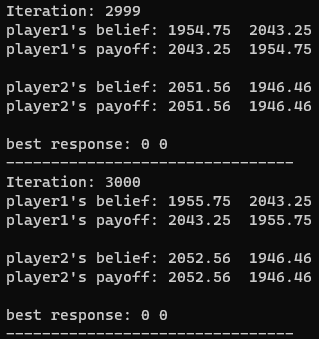 Iteration: 2999
player1's belief: 1954.75  2043.25
player1's payoff: 2043.25  1954.75
player2's belief: 2051.56  1946.46
player2's payoff: 2051.56  1946.46
best response: 0 0
--------------------------------
Iteration: 3000
player1's belief: 1955.75  2043.25
player1's payoff: 2043.25  1955.75
player2's belief: 2052.56  1946.46
player2's payoff: 2052.56  1946.46
best response: 0 0
--------------------------------